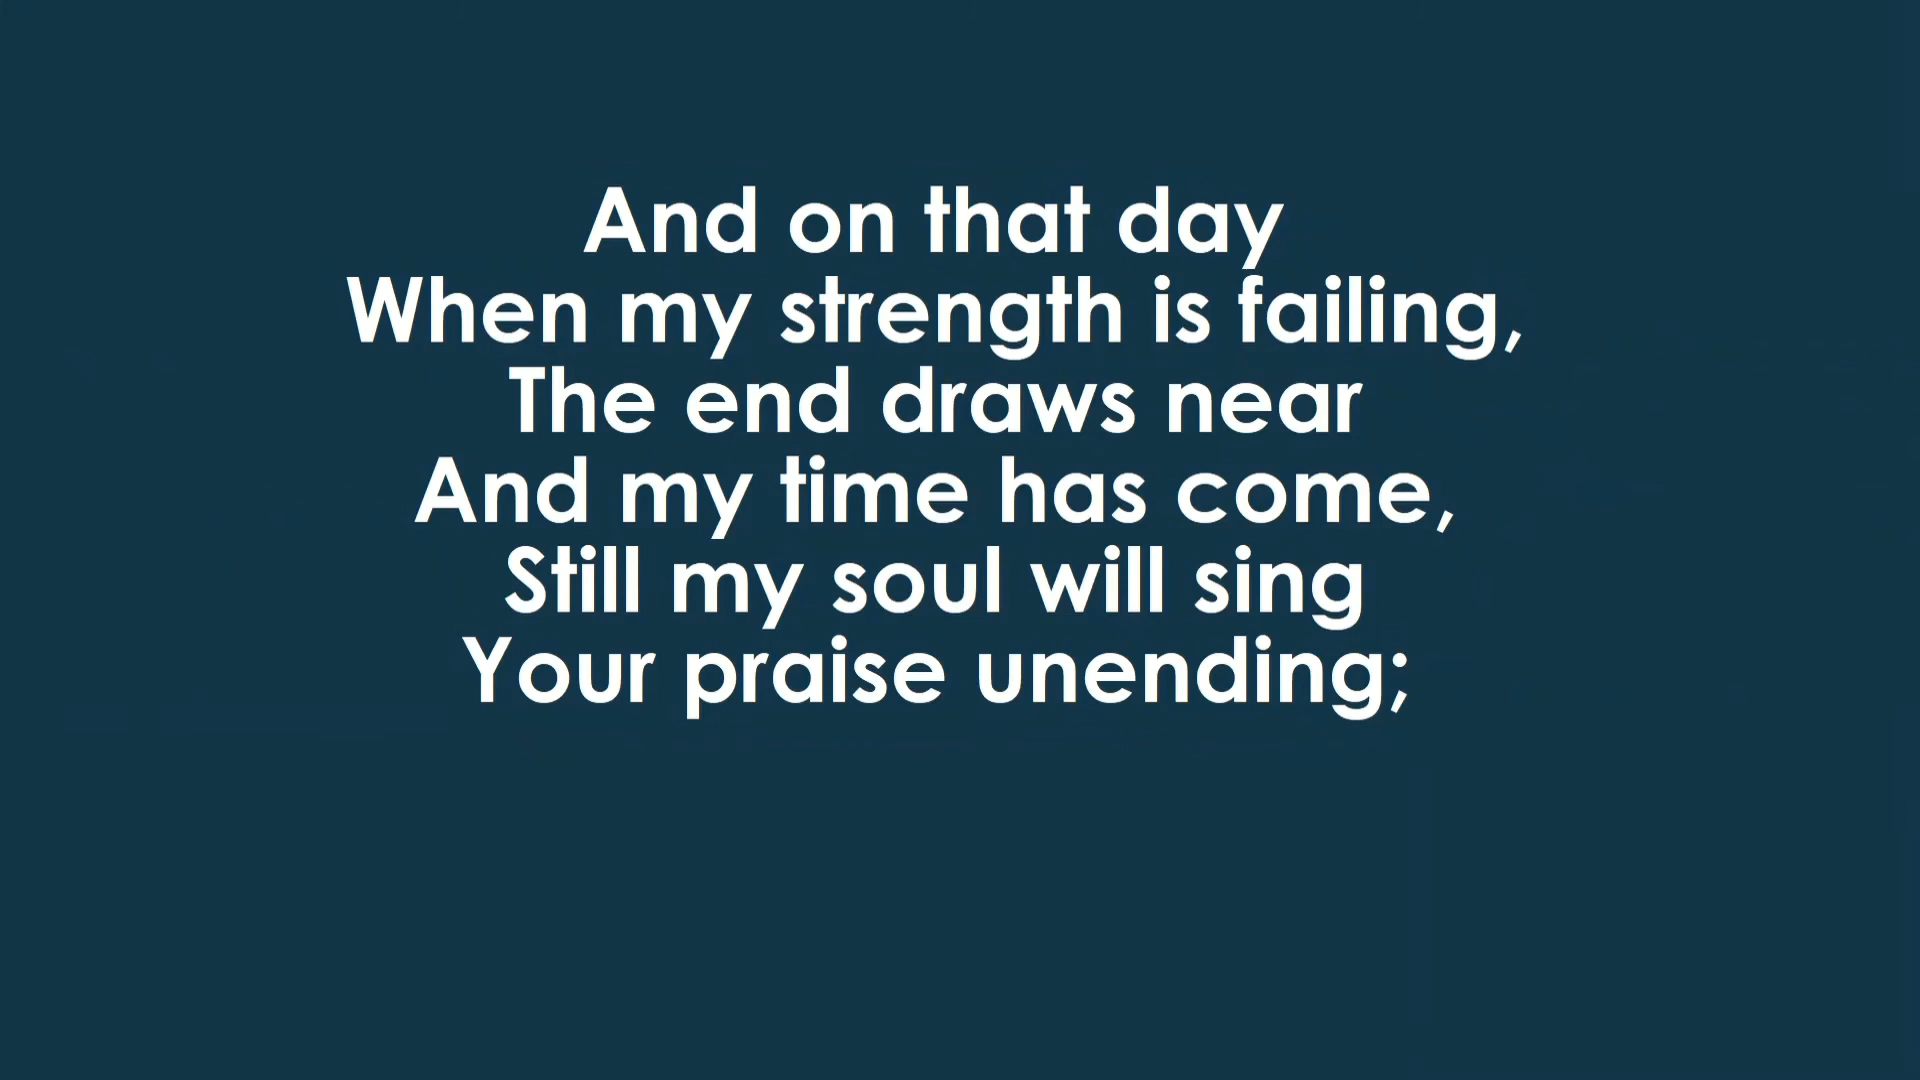 And on that day
When my strength is failing,
The end draws near
And my time has come,
Still my soul will sing
Your praise unending;